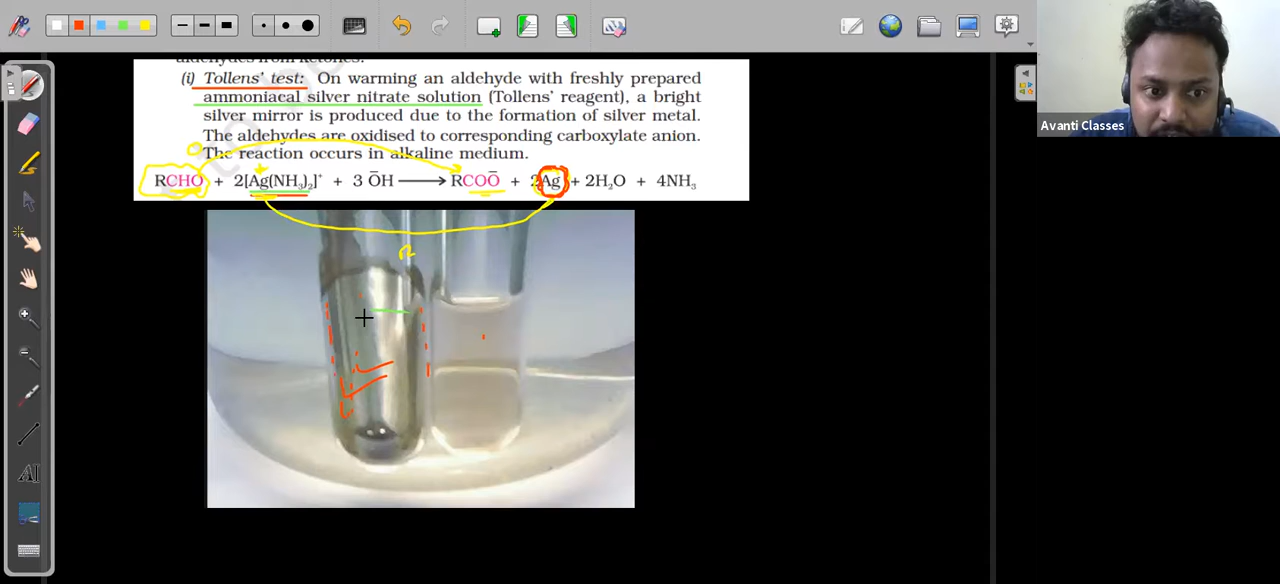 aldehydes from ketones.
(i) Tollens' test: On warming an aldehyde with freshly prepared
ammoniacal silver nitrate solution (Tollens' reagent), a bright
silver mirror is produced due to the formation of silver metal.
The aldehydes are oxidised to corresponding carboxylate anion.
The reaction occurs in alkaline medium.
RCHO + 2[Ag(NH₃)₂]⁺ + 3 ŌH ⟶ RCOŌ + 2Ag + 2H₂O + 4NH₃
Avanti Classes